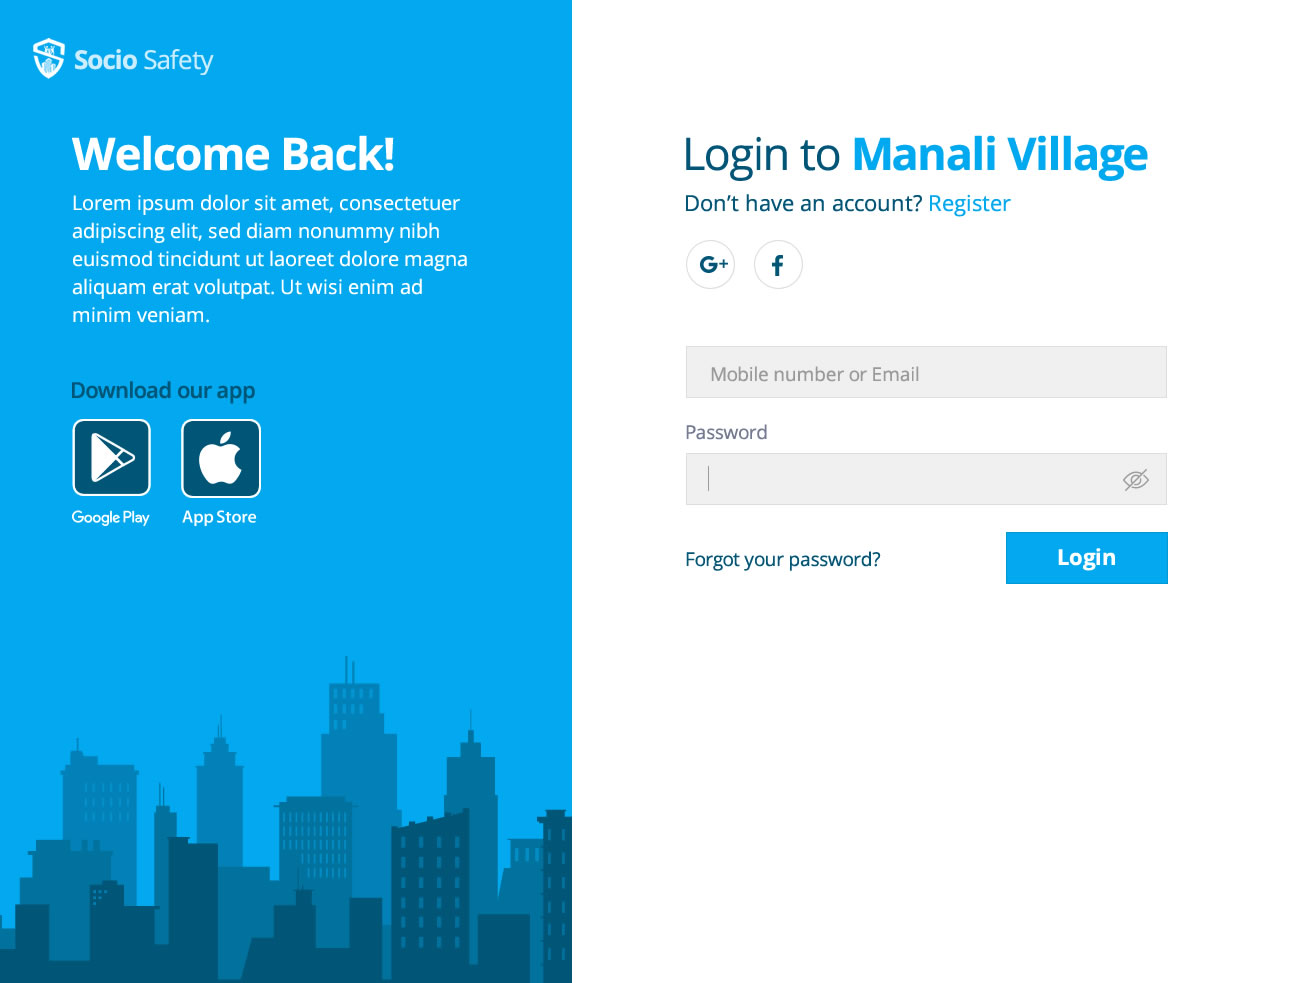 Socio Safety
Welcome Back!
Lorem ipsum dolor sit amet, consectetuer
adipiscing elit, sed diam nonummy nibh
euismod tincidunt ut laoreet dolore magna
aliquam erat volutpat. Ut wisi enim ad
minim veniam.
Download our app
Google Play
App Store
Login to Manali Village
Don’t have an account? Register
G+
f
Mobile number or Email
Password
Forgot your password?
Login